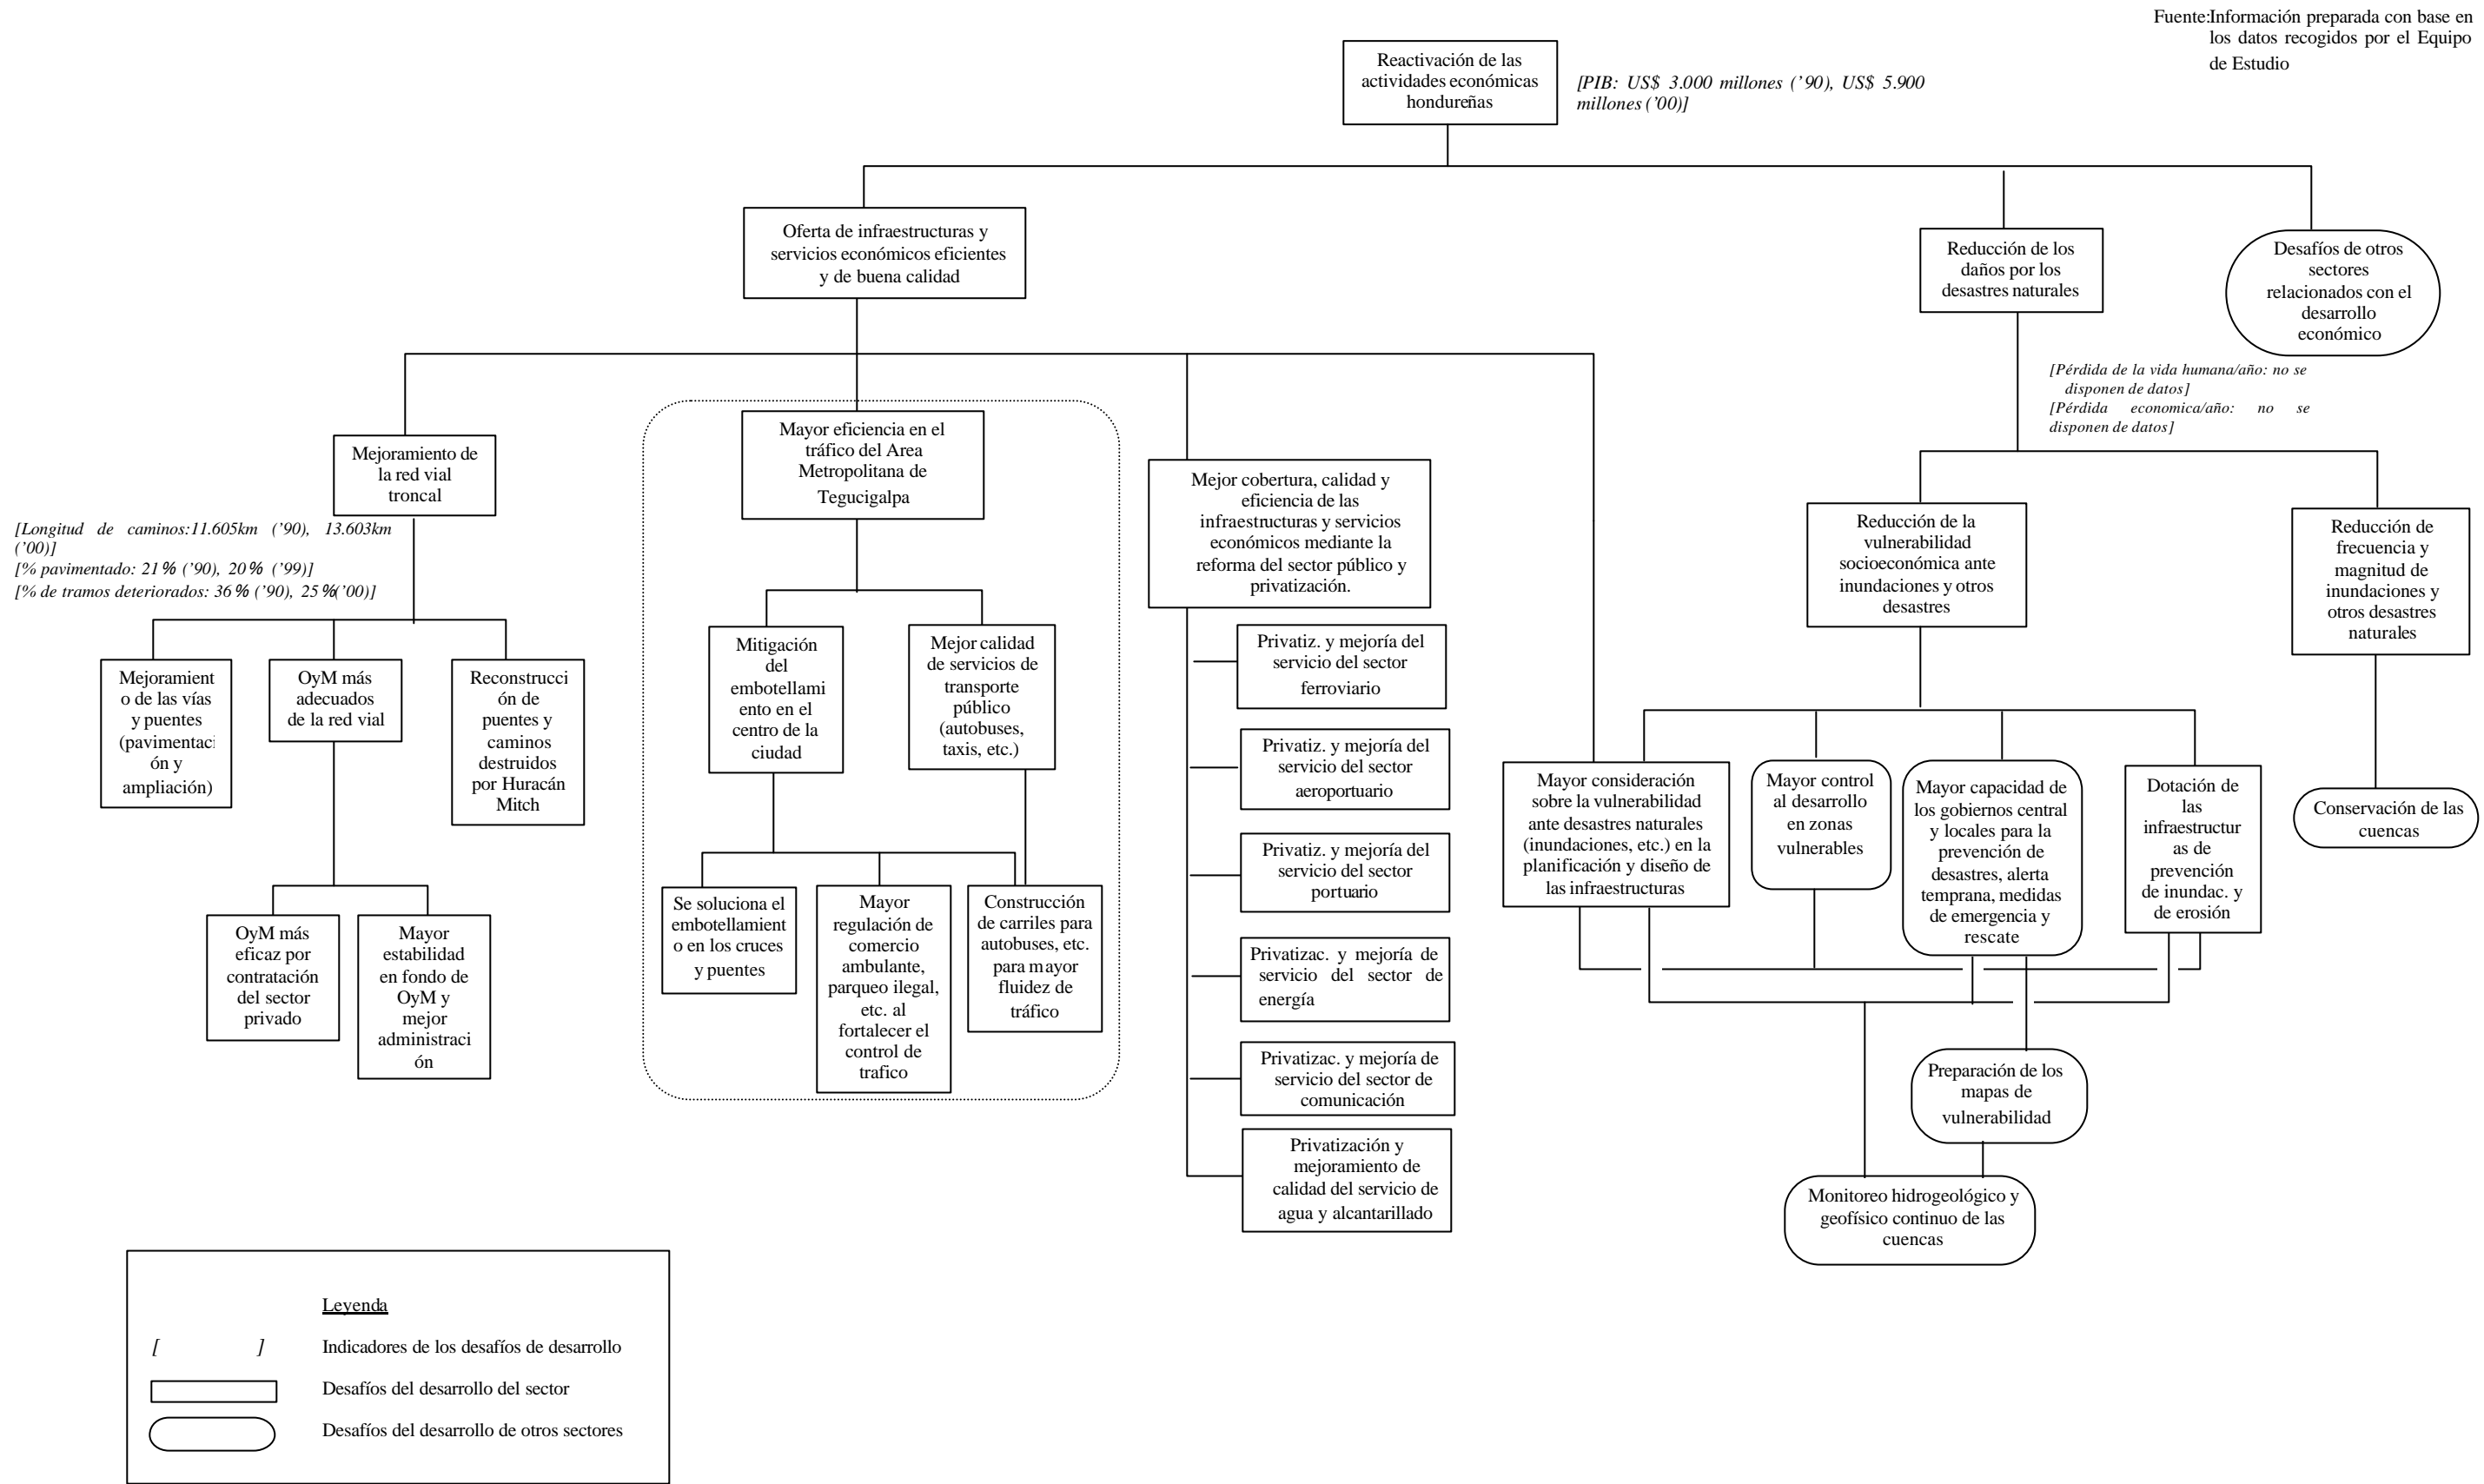 Fuente:Información preparada con base en
los datos recogidos por el Equipo
de Estudio
Reactivación de las
actividades económicas
hondureñas
[PIB: US$ 3.000 millones ('90), US$ 5.900
millones ('00)]
Oferta de infraestructuras y
servicios económicos eficientes
y de buena calidad
Reducción de los
daños por los
desastres naturales
Desafíos de otros
sectores
relacionados con el
desarrollo
económico
[Pérdida de la vida humana/año: no se
disponen de datos]
[Pérdida economica/año: no se
disponen de datos]
Mejoramiento de
la red vial
troncal
[Longitud de caminos:11.605km ('90), 13.603km
('00)]
[% pavimentado: 21% ('90), 20% ('99)]
[% de tramos deteriorados: 36% ('90), 25%('00)]
Mayor eficiencia en el
tráfico del Area
Metropolitana de
Tegucigalpa
Mejor cobertura, calidad y
eficiencia de las
infraestructuras y servicios
económicos mediante la
reforma del sector público y
privatización.
Reducción de la
vulnerabilidad
socioeconómica ante
inundaciones y otros
desastres
Reducción de
frecuencia y
magnitud de
inundaciones y
otros desastres
naturales
Mejoramient
o de las vías
y puentes
(pavimentaci
ón y
ampliación)
OyM más
adecuados
de la red vial
Reconstrucci
ón de
puentes y
caminos
destruidos
por Huracán
Mitch
Mitigación
del
embotellami
ento en el
centro de la
ciudad
Mejor calidad
de servicios de
transporte
público
(autobuses,
taxis, etc.)
Privatiz. y mejoría del
servicio del sector
ferroviario
Privatiz. y mejoría del
servicio del sector
aeroportuario
Privatiz. y mejoría del
servicio del sector
portuario
Privatizac. y mejoría de
servicio del sector de
energía
Privatizac. y mejoría de
servicio del sector de
comunicación
Privatización y
mejoramiento de
calidad del servicio de
agua y alcantarillado
Mayor consideración
sobre la vulnerabilidad
ante desastres naturales
(inundaciones, etc.) en la
planificación y diseño de
las infraestructuras
Mayor control
al desarrollo
en zonas
vulnerables
Mayor capacidad de
los gobiernos central
y locales para la
prevención de
desastres, alerta
temprana, medidas
de emergencia y
rescate
Dotación de
las
infraestructur
as de
prevención
de inundac. y
de erosión
Conservación de las
cuencas
OyM más
eficaz por
contratación
del sector
privado
Mayor
estabilidad
en fondo de
OyM y
mejor
administraci
ón
Se soluciona el
embotellamient
o en los cruces
y puentes
Mayor
regulación de
comercio
ambulante,
parqueo ilegal,
etc. al
fortalecer el
control de
trafico
Construcción
de carriles para
autobuses, etc.
para mayor
fluidez de
tráfico
Preparación de los
mapas de
vulnerabilidad
Monitoreo hidrogeológico y
geofísico continuo de las
cuencas
Leyenda
[ ] Indicadores de los desafíos de desarrollo
Desafíos del desarrollo del sector
Desafíos del desarrollo de otros sectores